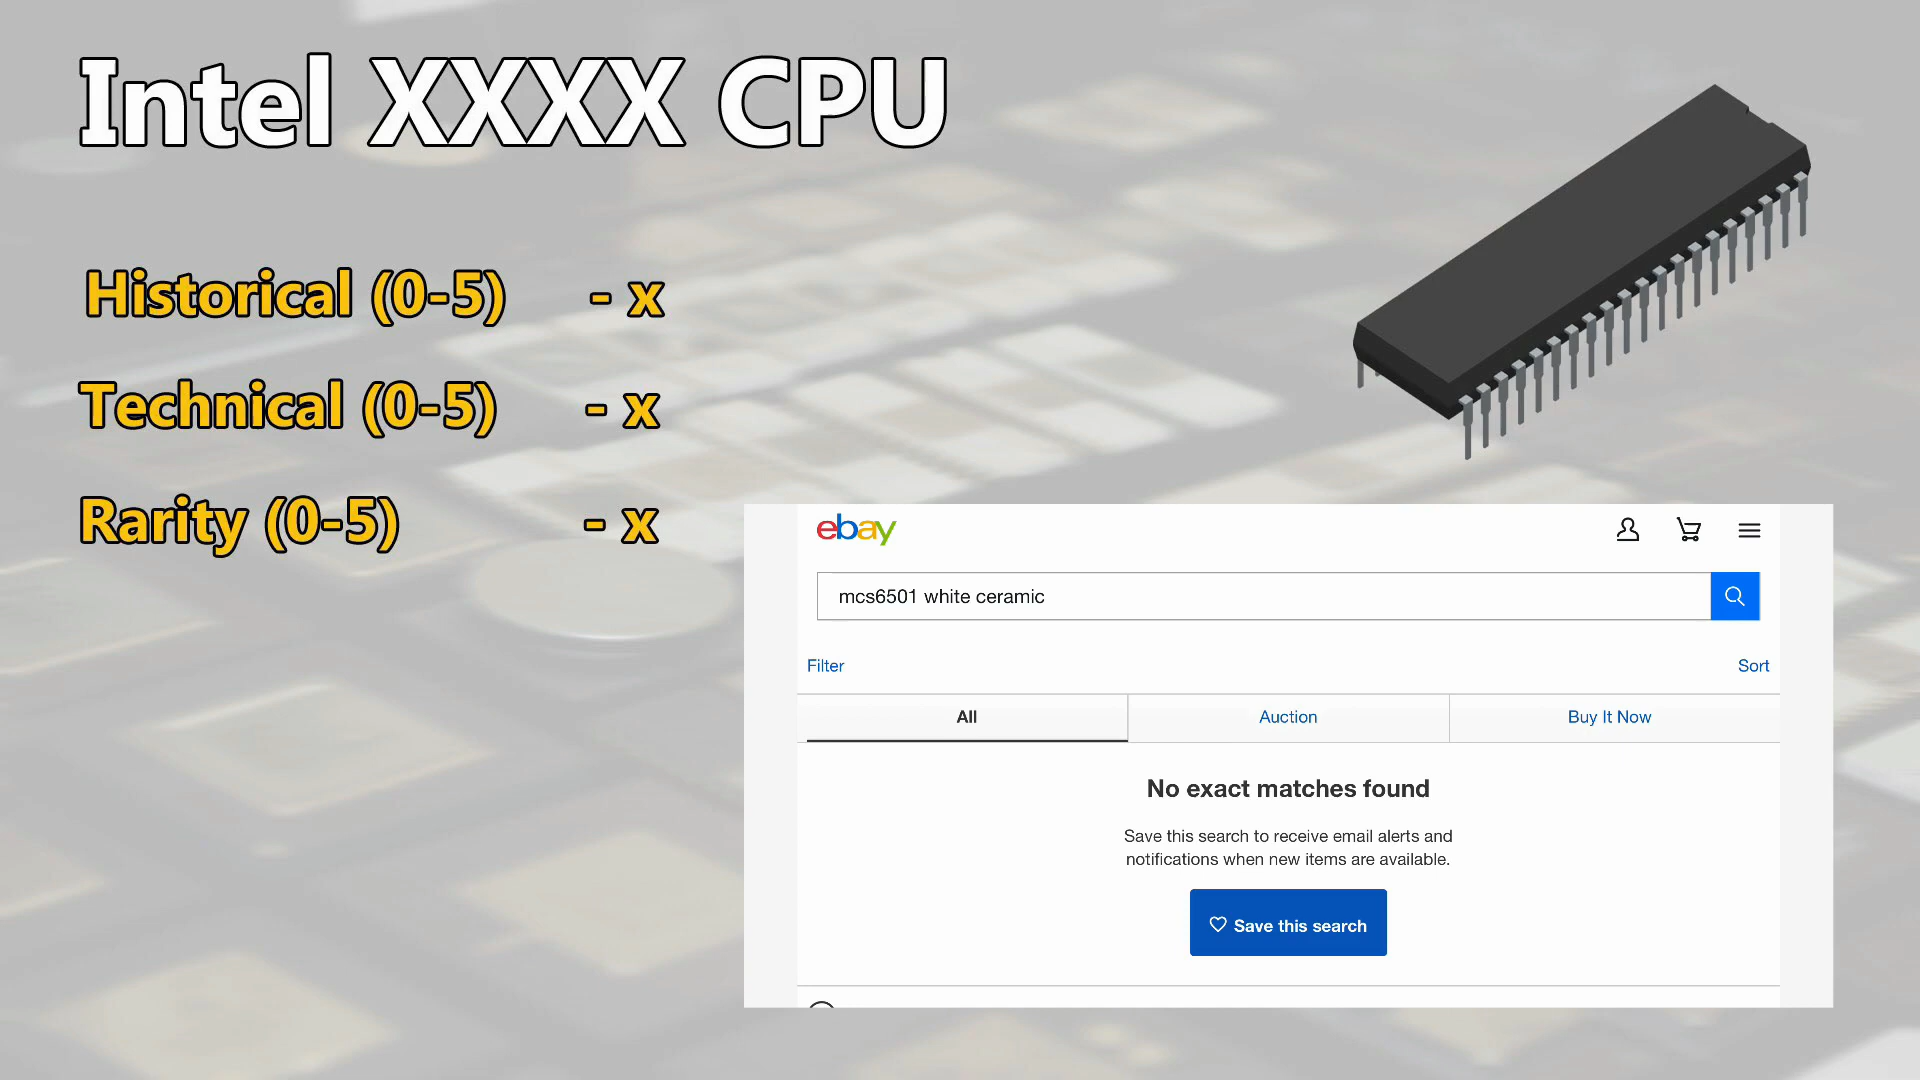 Intel XXXX CPU
Historical (0-5) - x
Technical (0-5) - x
Rarity (0-5) - x
ebay
mcs6501 white ceramic
Filter
Sort
All
Auction
Buy It Now
No exact matches found
Save this search to receive email alerts and
notifications when new items are available.
Save this search